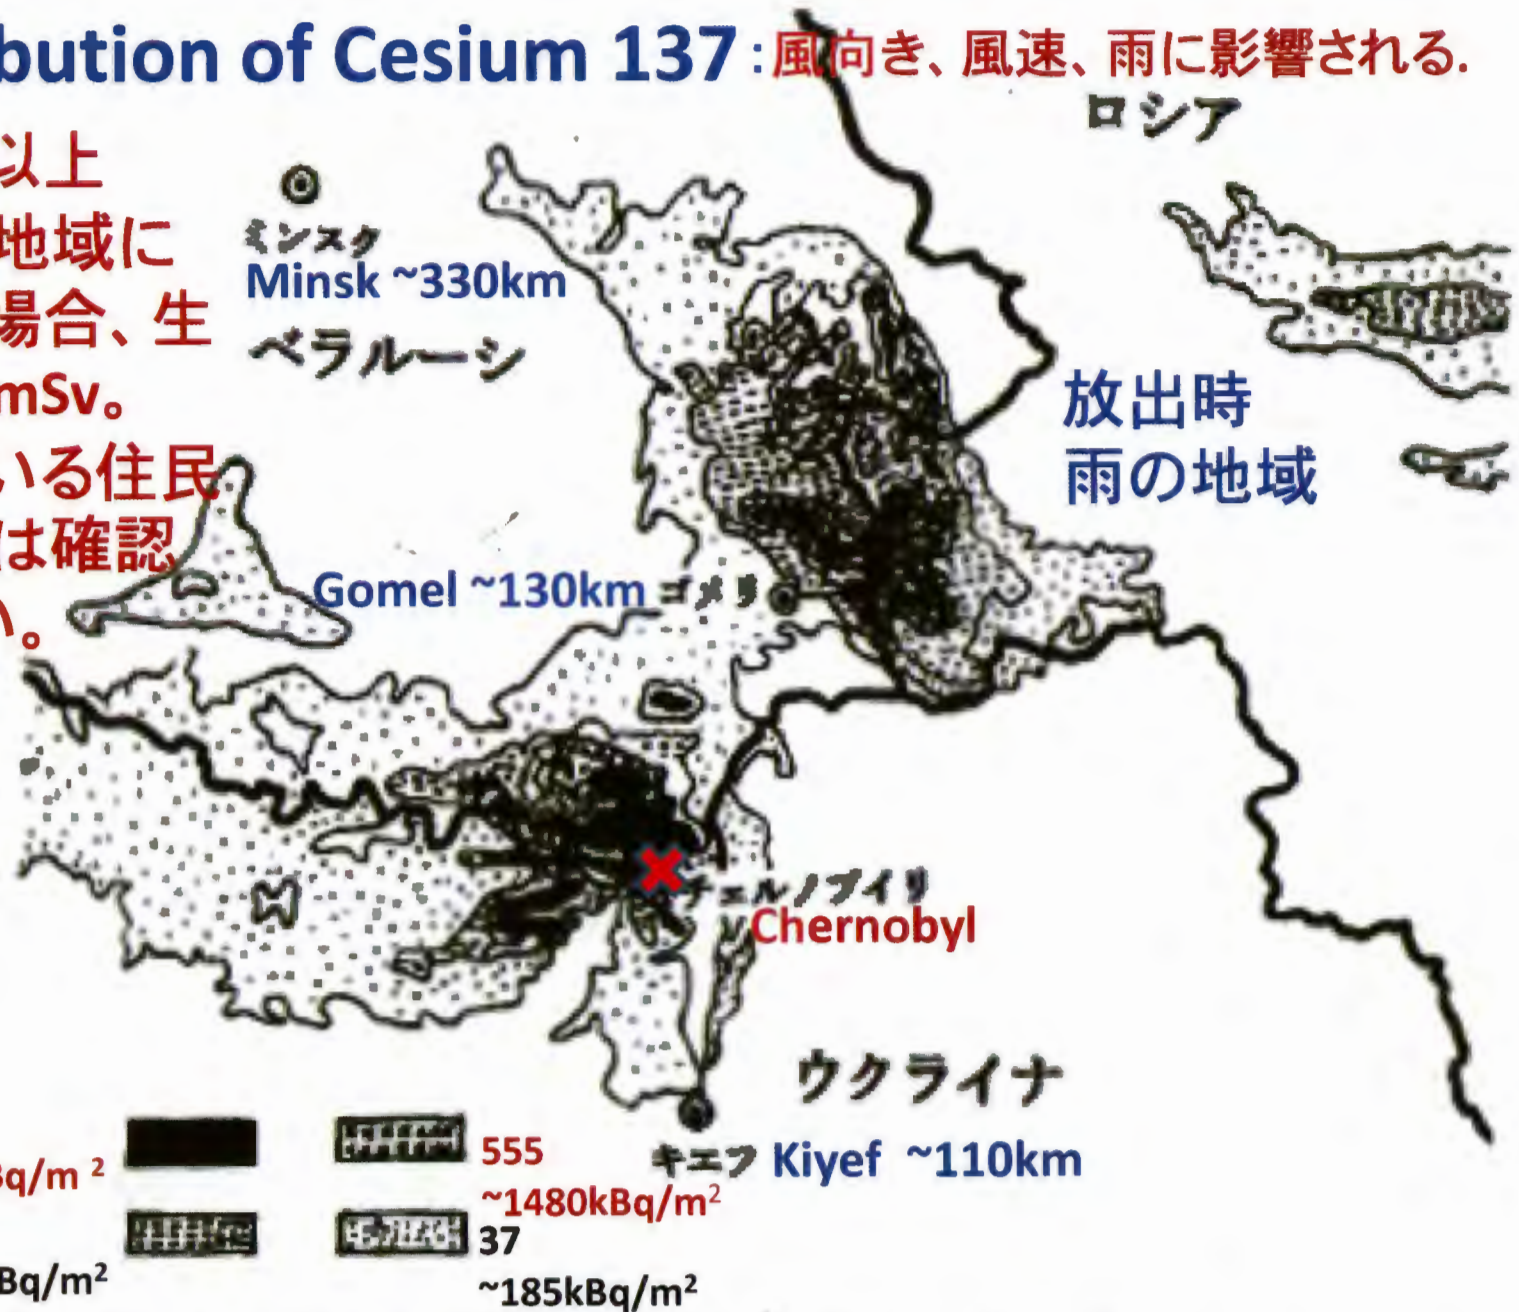 bution of Cesium 137 : 風向き、風速、雨に影響される.
ロシア
以上
地域に
場合、生
mSv。
いる住民
は確認
い。
ミンスク
Minsk ~330km
ベラルーシ
放出時
雨の地域
Gomel ~130km ゴメリ
チェルノブイリ
Chernobyl
ウクライナ
キエフ Kiyef ~110km
Bq/m 2
555
~1480kBq/m2
37
~185kBq/m2
Bq/m2